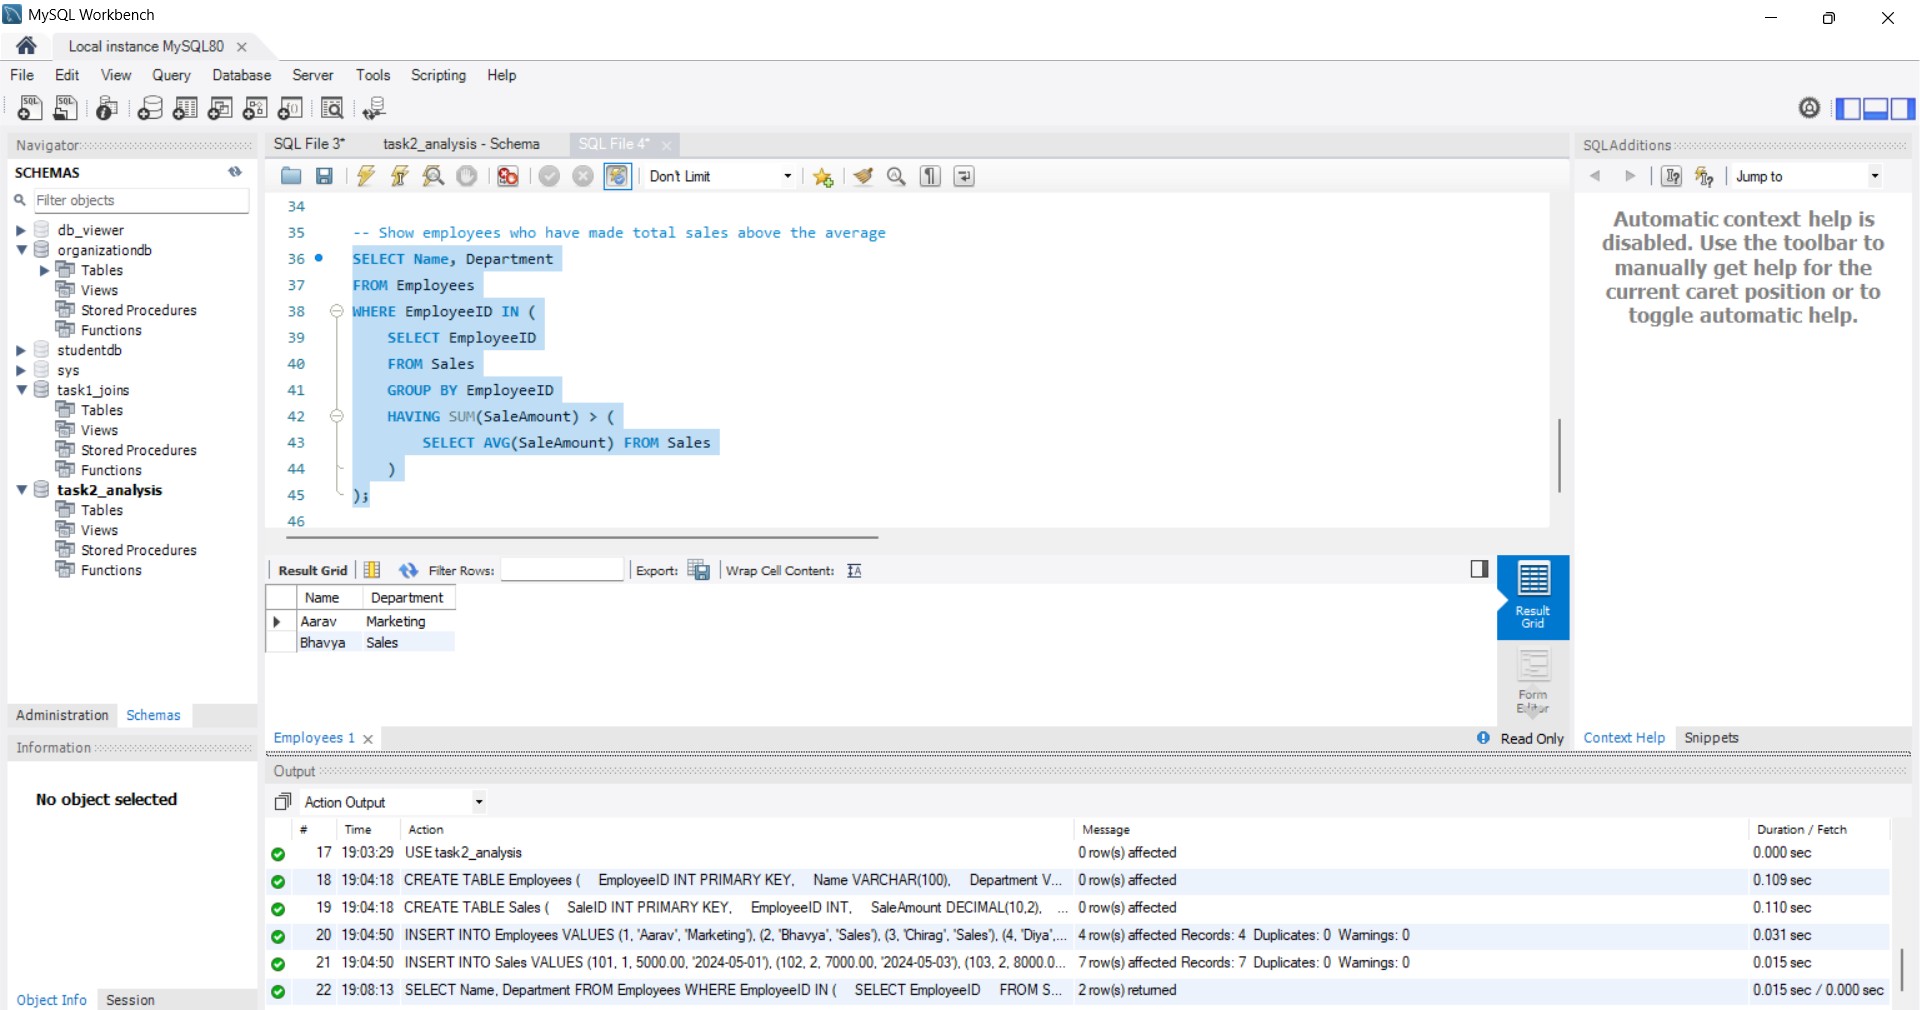 MySQL Workbench
Local instance MySQL80
File Edit View Query Database Server Tools Scripting Help
Navigator
SCHEMAS
Filter objects
db_viewer
organizationdb
Tables
Views
Stored Procedures
Functions
studentdb
sys
task1_joins
Tables
Views
Stored Procedures
Functions
task2_analysis
Tables
Views
Stored Procedures
Functions
Administration Schemas
Information
No object selected
Object Info Session
SQL File 3* task2_analysis - Schema SQL File 4*
Don't Limit
34
35 -- Show employees who have made total sales above the average
36 SELECT Name, Department
37 FROM Employees
38 WHERE EmployeeID IN (
39 SELECT EmployeeID
40 FROM Sales
41 GROUP BY EmployeeID
42 HAVING SUM(SaleAmount) > (
43 SELECT AVG(SaleAmount) FROM Sales
44 )
45 );
46
Result Grid Filter Rows: Export: Wrap Cell Content:
Name Department
Aarav Marketing
Bhavya Sales
Result Grid
Form Editor
Employees 1 Read Only
SQLAdditions
Jump to
Automatic context help is
disabled. Use the toolbar to
manually get help for the
current caret position or to
toggle automatic help.
Context Help Snippets
Output
Action Output
# Time Action Message Duration / Fetch
17 19:03:29 USE task2_analysis 0 row(s) affected 0.000 sec
18 19:04:18 CREATE TABLE Employees ( EmployeeID INT PRIMARY KEY, Name VARCHAR(100), Department V... 0 row(s) affected 0.109 sec
19 19:04:18 CREATE TABLE Sales ( SaleID INT PRIMARY KEY, EmployeeID INT, SaleAmount DECIMAL(10,2), ... 0 row(s) affected 0.110 sec
20 19:04:50 INSERT INTO Employees VALUES (1, 'Aarav', 'Marketing'), (2, 'Bhavya', 'Sales'), (3, 'Chirag', 'Sales'), (4, 'Diya',... 4 row(s) affected Records: 4 Duplicates: 0 Warnings: 0 0.031 sec
21 19:04:50 INSERT INTO Sales VALUES (101, 1, 5000.00, '2024-05-01'), (102, 2, 7000.00, '2024-05-03'), (103, 2, 8000.0... 7 row(s) affected Records: 7 Duplicates: 0 Warnings: 0 0.015 sec
22 19:08:13 SELECT Name, Department FROM Employees WHERE EmployeeID IN ( SELECT EmployeeID FROM S... 2 row(s) returned 0.015 sec / 0.000 sec